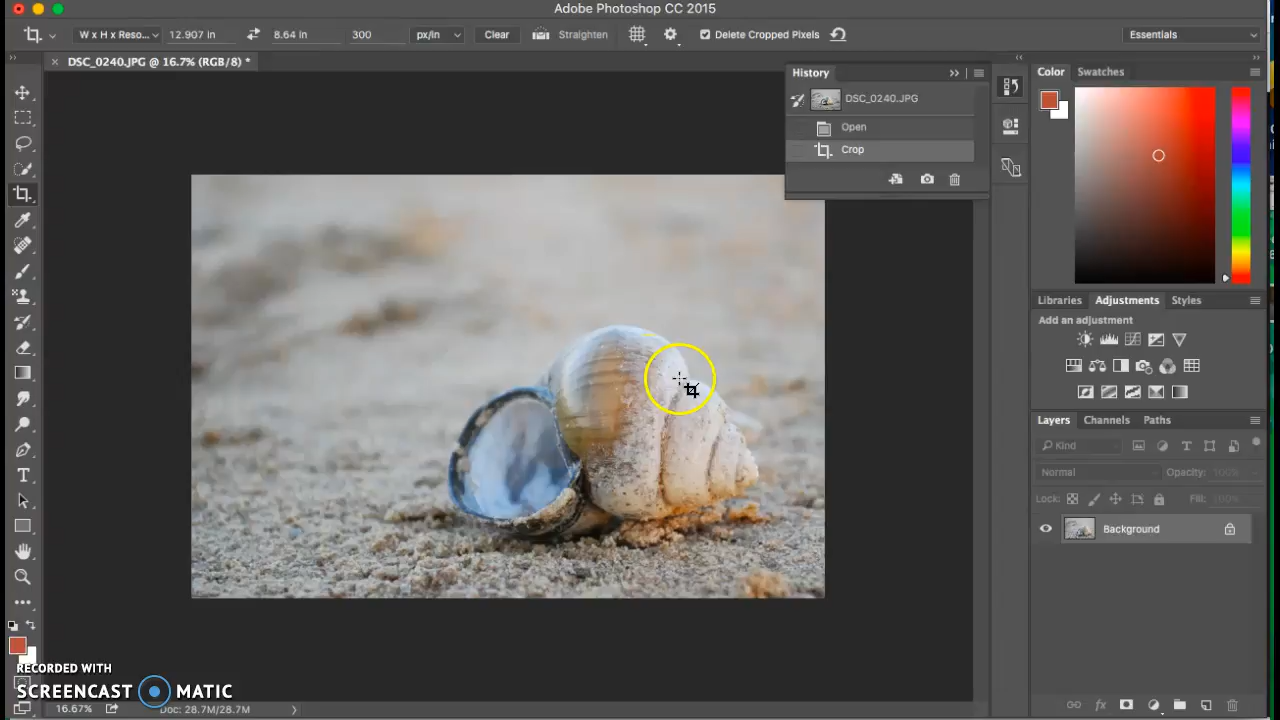 Adobe Photoshop CC 2015
W x H x Reso... 12.907 in 8.64 in 300 px/in Clear Straighten Delete Cropped Pixels Essentials
DSC_0240.JPG @ 16.7% (RGB/8) *
History
DSC_0240.JPG
Open
Crop
Color Swatches
Libraries Adjustments Styles
Add an adjustment
Layers Channels Paths
Kind
Normal Opacity: 100%
Lock: Fill: 100%
Background
RECORDED WITH
SCREENCAST MATIC
16.67% Doc: 28.7M/28.7M